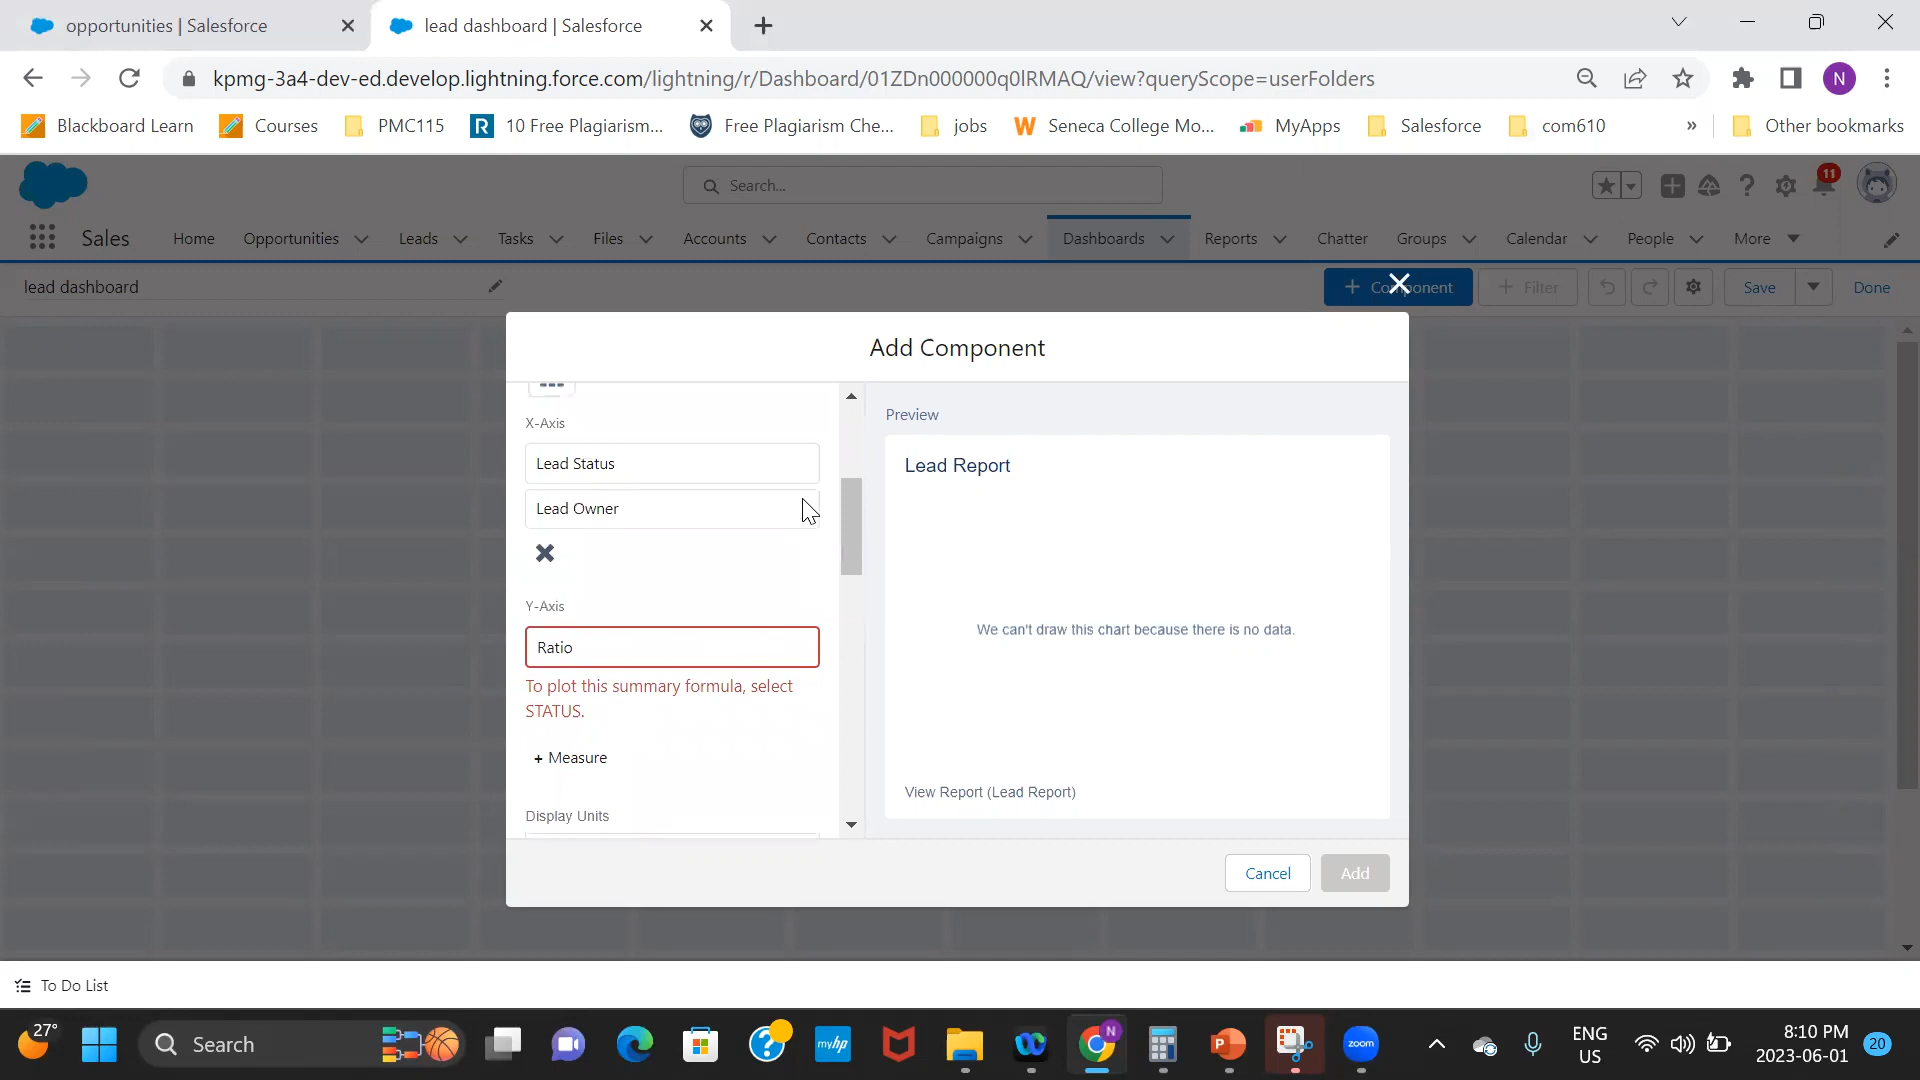 opportunities | Salesforce
lead dashboard | Salesforce
kpmg-3a4-dev-ed.develop.lightning.force.com/lightning/r/Dashboard/01ZDn000000q0lRMAQ/view?queryScope=userFolders
N
Blackboard Learn
Courses
PMC115
R
10 Free Plagiarism...
Free Plagiarism Che...
jobs
W
Seneca College Mo...
MyApps
Salesforce
com610
»
Other bookmarks
Search...
11
Sales
Home
Opportunities
Leads
Tasks
Files
Accounts
Contacts
Campaigns
Dashboards
Reports
Chatter
Groups
Calendar
People
More
lead dashboard
+ Component
+ Filter
Save
Done
Add Component
X-Axis
Lead Status
Lead Owner
Y-Axis
Ratio
To plot this summary formula, select
STATUS.
+ Measure
Display Units
Preview
Lead Report
We can't draw this chart because there is no data.
View Report (Lead Report)
Cancel
Add
To Do List
27°
Search
myhp
N
P
zoom
ENG
US
8:10 PM
2023-06-01
20